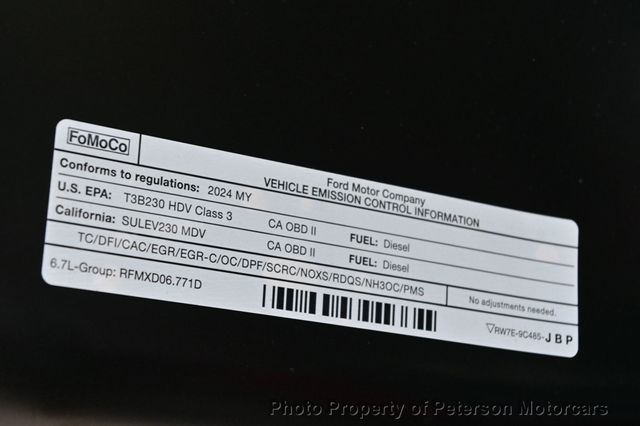 FoMoCo
Ford Motor Company
VEHICLE EMISSION CONTROL INFORMATION
Conforms to regulations: 2024 MY
U.S. EPA: T3B230 HDV Class 3 CA OBD II FUEL: Diesel
California: SULEV230 MDV CA OBD II FUEL: Diesel
TC/DFI/CAC/EGR/EGR-C/OC/DPF/SCRC/NOXS/RDQS/NH3OC/PMS
No adjustments needed.
6.7L-Group: RFMXD06.771D
RW7E-9C485-JBP
Photo Property of Peterson Motorcars